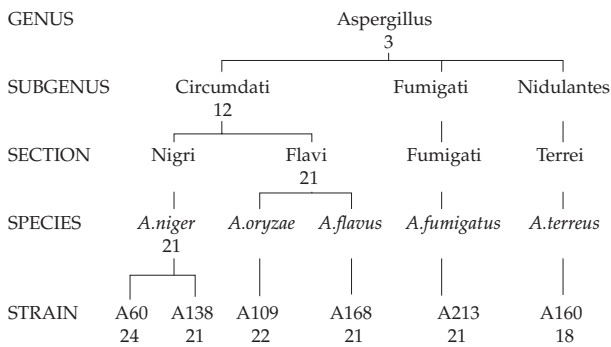 GENUS Aspergillus
3
SUBGENUS Circumdati Fumigati Nidulantes
12
SECTION Nigri Flavi Fumigati Terrei
21
SPECIES A.niger A.oryzae A.flavus A.fumigatus A.terreus
21
STRAIN A60 A138 A109 A168 A213 A160
24 21 22 21 21 18